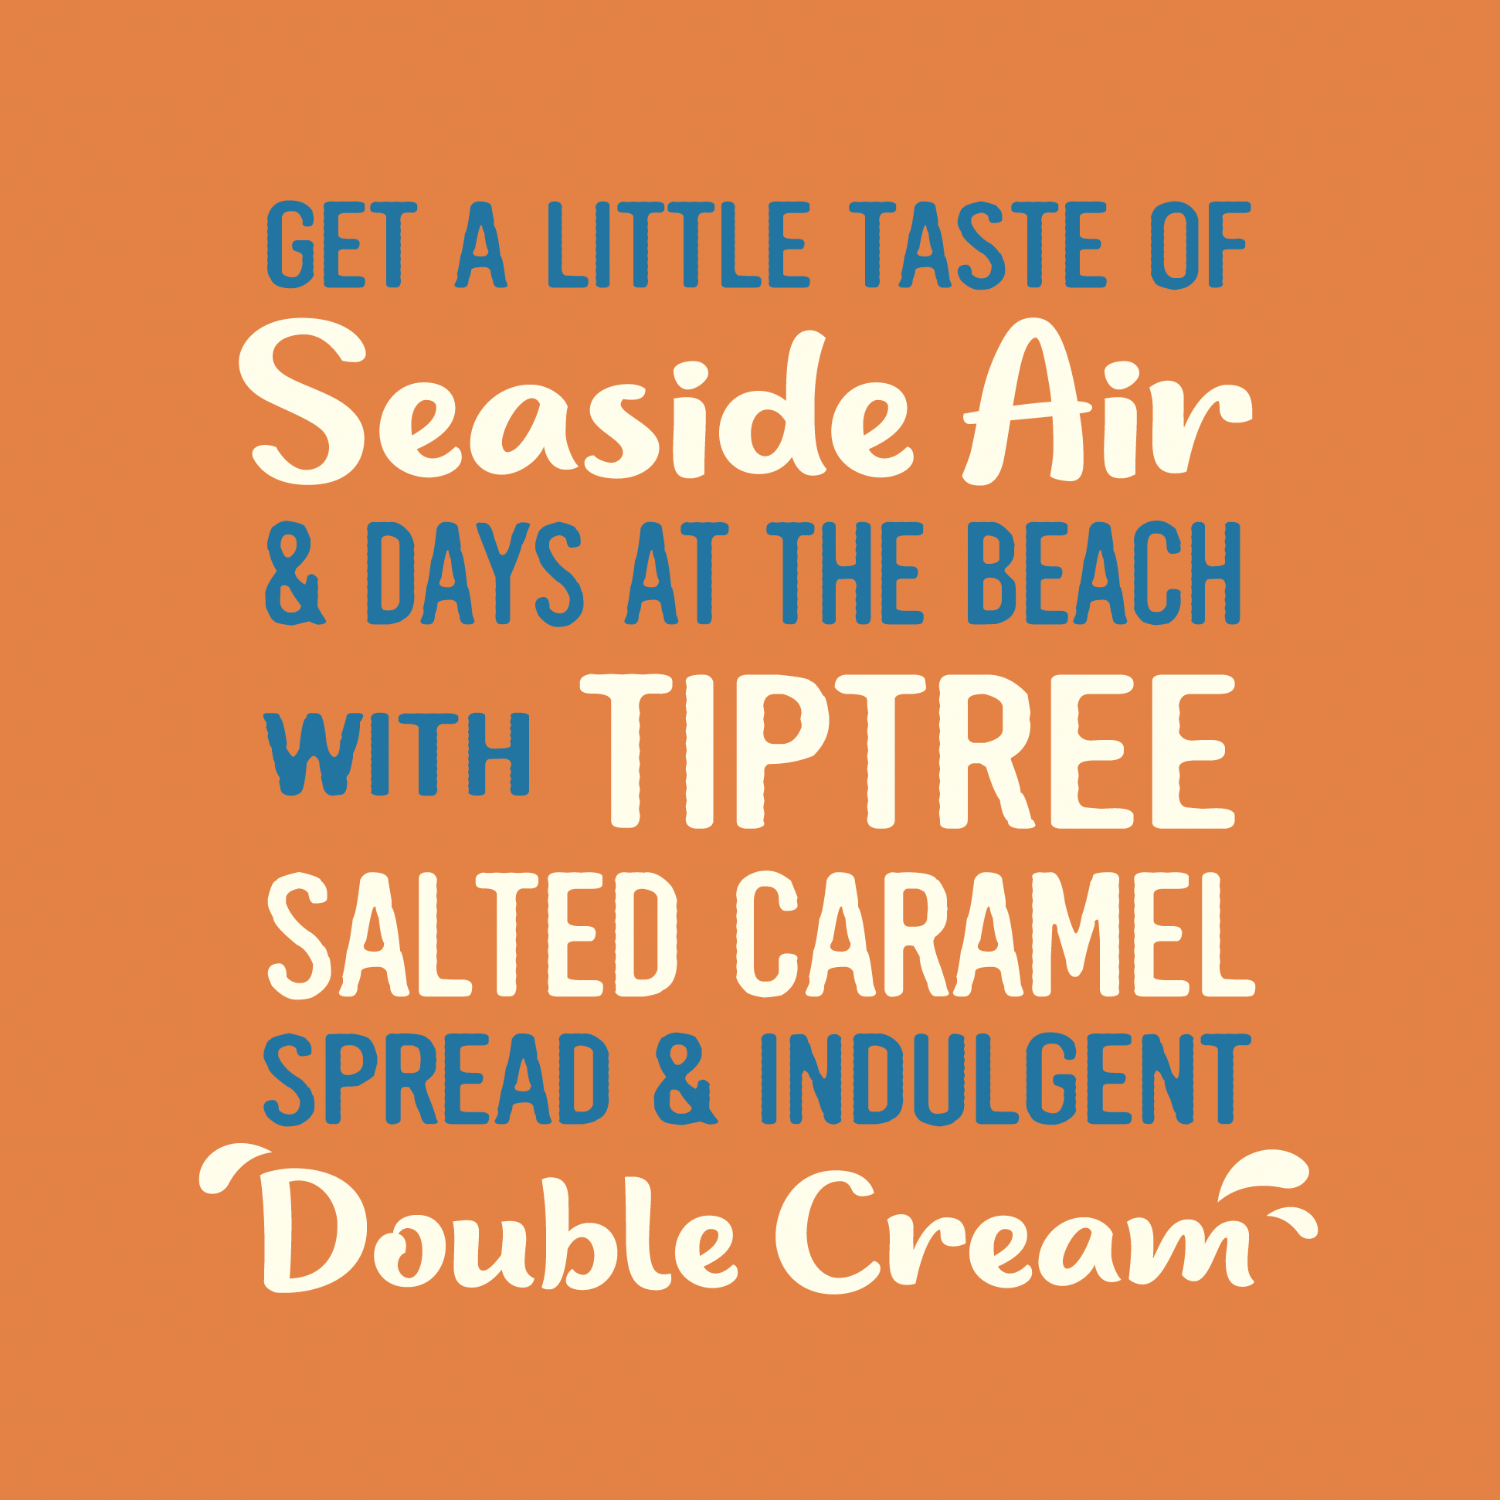 GET A LITTLE TASTE OF
Seaside Air
& DAYS AT THE BEACH
WITH TIPTREE
SALTED CARAMEL
SPREAD & INDULGENT
Double Cream